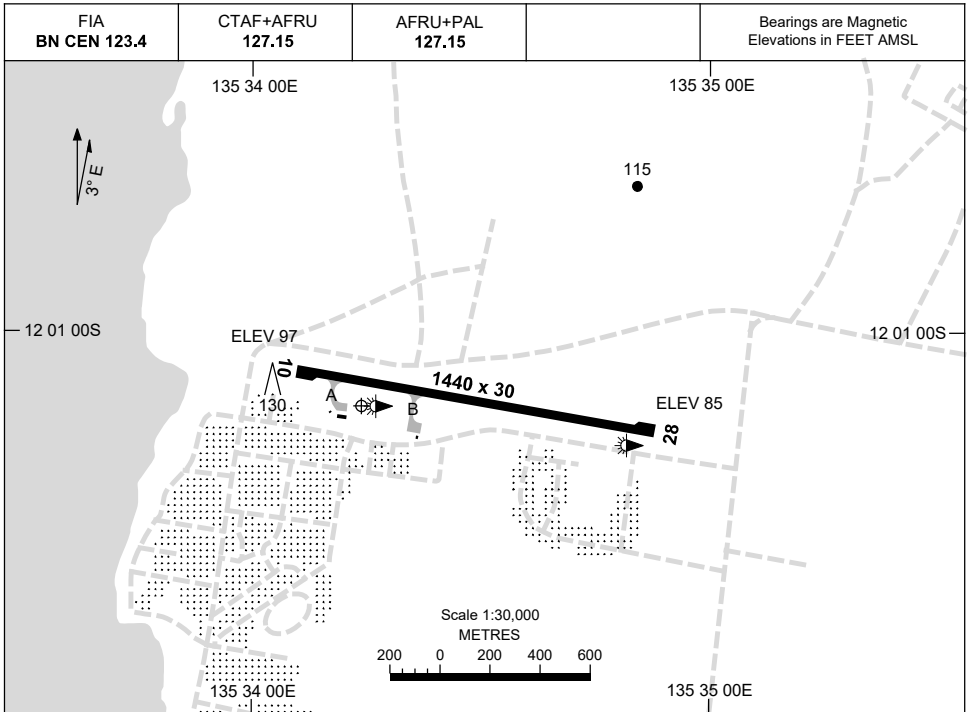 FIA
BN CEN 123.4
CTAF+AFRU
127.15
AFRU+PAL
127.15
Bearings are Magnetic
Elevations in FEET AMSL
135 34 00E
135 35 00E
3° E
115
12 01 00S
12 01 00S
ELEV 97
10
1440 x 30
130
A
B
ELEV 85
28
Scale 1:30,000
METRES
200 0 200 400 600
135 34 00E
135 35 00E